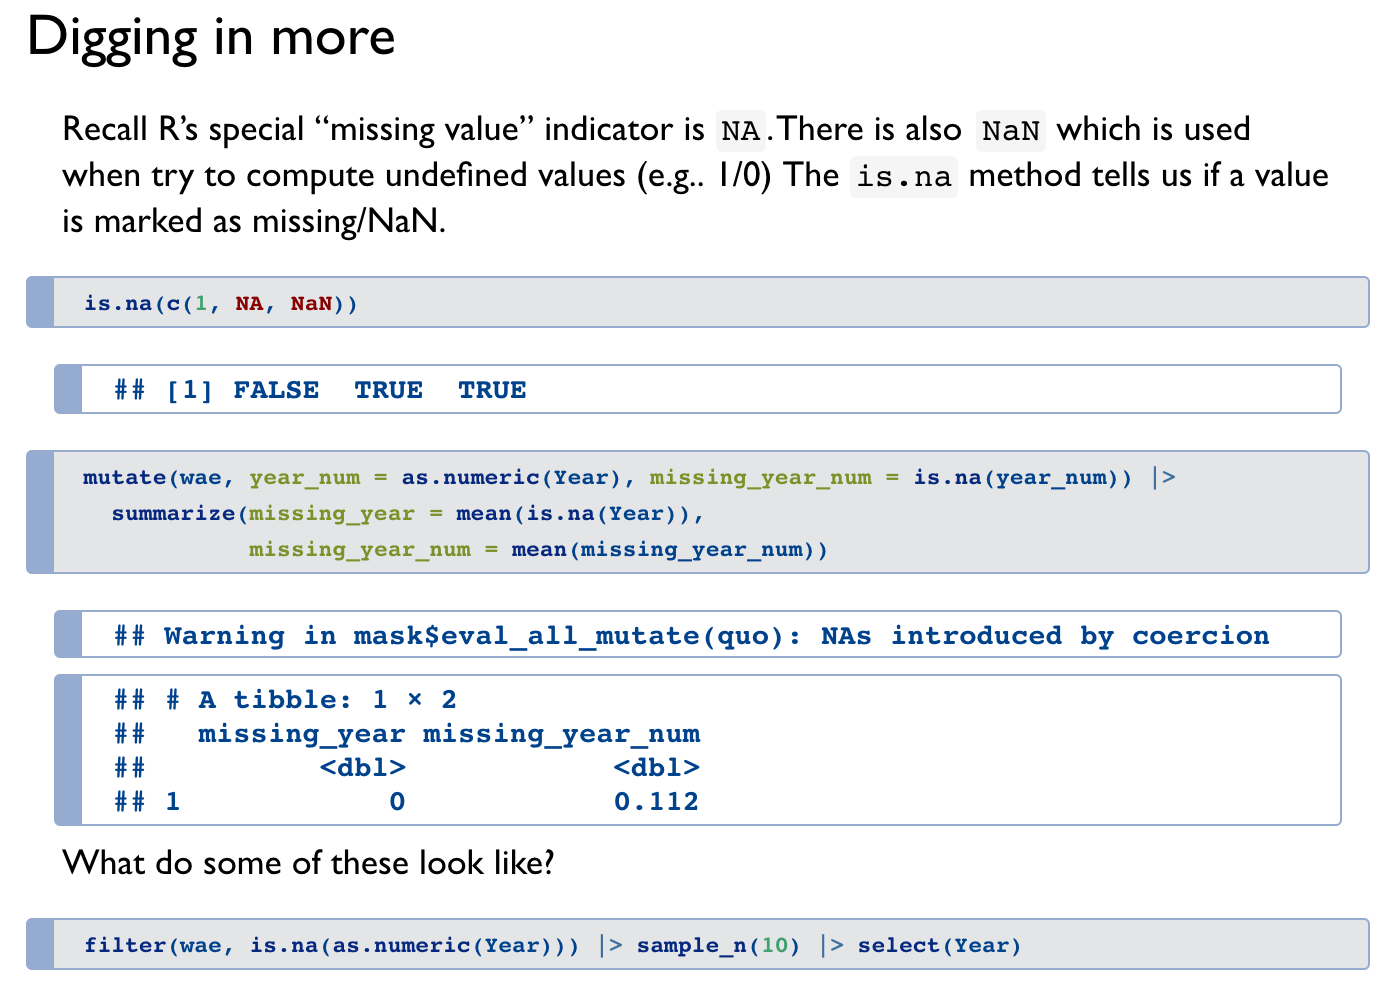 Digging in more
Recall R’s special “missing value” indicator is NA. There is also NaN which is used
when try to compute undefined values (e.g.. 1/0) The is.na method tells us if a value
is marked as missing/NaN.
is.na(c(1, NA, NaN))
## [1] FALSE  TRUE  TRUE
mutate(wae, year_num = as.numeric(Year), missing_year_num = is.na(year_num)) |>
  summarize(missing_year = mean(is.na(Year)),
            missing_year_num = mean(missing_year_num))
## Warning in mask$eval_all_mutate(quo): NAs introduced by coercion
## # A tibble: 1 × 2
##   missing_year missing_year_num
##          <dbl>            <dbl>
## 1            0            0.112
What do some of these look like?
filter(wae, is.na(as.numeric(Year))) |> sample_n(10) |> select(Year)